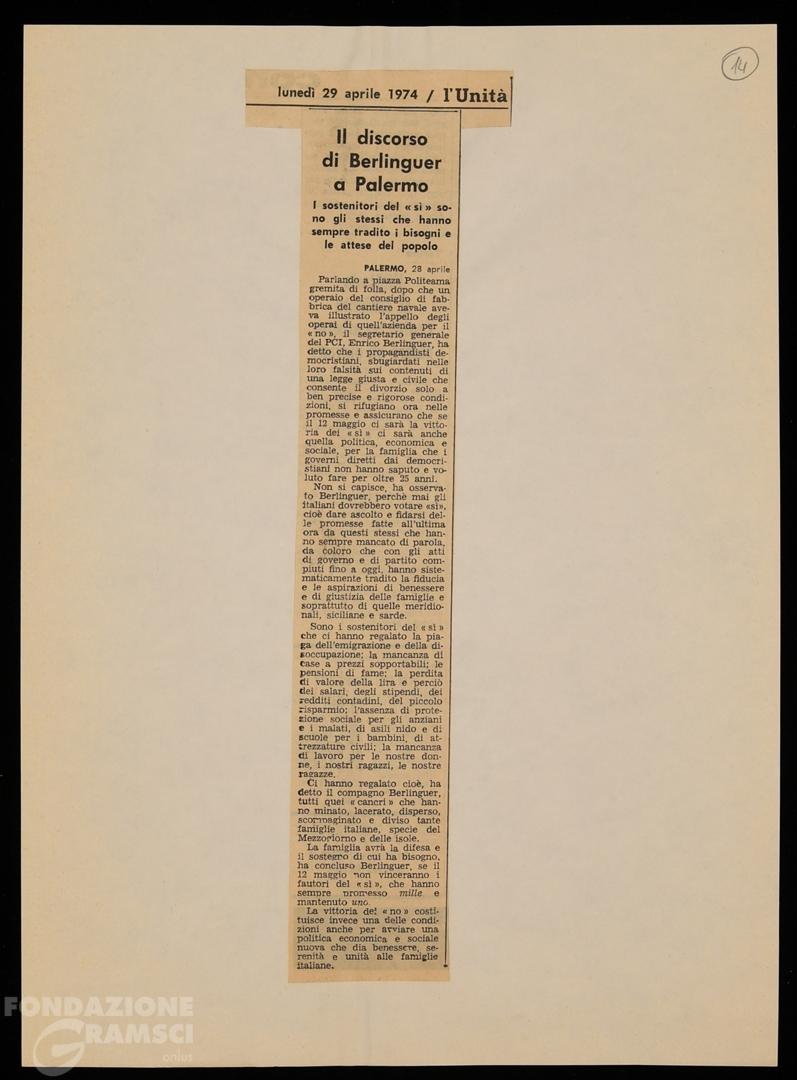 14
lunedì 29 aprile 1974 / l'Unità
Il discorso
di Berlinguer
a Palermo
I sostenitori del «sì» so-
no gli stessi che hanno
sempre tradito i bisogni e
le attese del popolo
PALERMO, 28 aprile
Parlando a piazza Politeama
gremita di folla, dopo che un
operaio del consiglio di fab-
brica del cantiere navale ave-
va illustrato l'appello degli
operai di quell'azienda per il
«no», il segretario generale
del PCI, Enrico Berlinguer, ha
detto che i propagandisti de-
mocristiani, sbugiardati nelle
loro falsità sui contenuti di
una legge giusta e civile che
consente il divorzio solo a
ben precise e rigorose condi-
zioni, si rifugiano ora nelle
promesse e assicurano che se
il 12 maggio ci sarà la vitto-
ria dei «sì» ci sarà anche
quella politica, economica e
sociale, per la famiglia che i
governi diretti dai democri-
stiani non hanno saputo e vo-
luto fare per oltre 25 anni.
Non si capisce, ha osserva-
to Berlinguer, perchè mai gli
italiani dovrebbero votare «sì»,
cioè dare ascolto e fidarsi del-
le promesse fatte all'ultima
ora da questi stessi che han-
no sempre mancato di parola,
da coloro che con gli atti
di governo e di partito com-
piuti fino a oggi, hanno siste-
maticamente tradito la fiducia
e le aspirazioni di benessere
e di giustizia delle famiglie e
soprattutto di quelle meridio-
nali, siciliane e sarde.
Sono i sostenitori del «sì»
che ci hanno regalato la pia-
ga dell'emigrazione e della di-
soccupazione; la mancanza di
case a prezzi sopportabili; le
pensioni di fame; la perdita
di valore della lira e perciò
dei salari, degli stipendi, dei
redditi contadini, del piccolo
risparmio; l'assenza di prote-
zione sociale per gli anziani
e i malati, di asili nido e di
scuole per i bambini, di at-
trezzature civili; la mancanza
di lavoro per le nostre don-
ne, i nostri ragazzi, le nostre
ragazze.
Ci hanno regalato cioè, ha
detto il compagno Berlinguer,
tutti quei «cancri» che han-
no minato, lacerato, disperso,
scompaginato e diviso tante
famiglie italiane, specie del
Mezzogiorno e delle isole.
La famiglia avrà la difesa e
il sostegno di cui ha bisogno,
ha concluso Berlinguer, se il
12 maggio non vinceranno i
fautori del «sì», che hanno
sempre promesso mille e
mantenuto uno.
La vittoria del «no» costi-
tuisce invece una delle condi-
zioni anche per avviare una
politica economica e sociale
nuova che dia benessere, se-
renità e unità alle famiglie
italiane.
FONDAZIONE
GRAMSCI
onlus